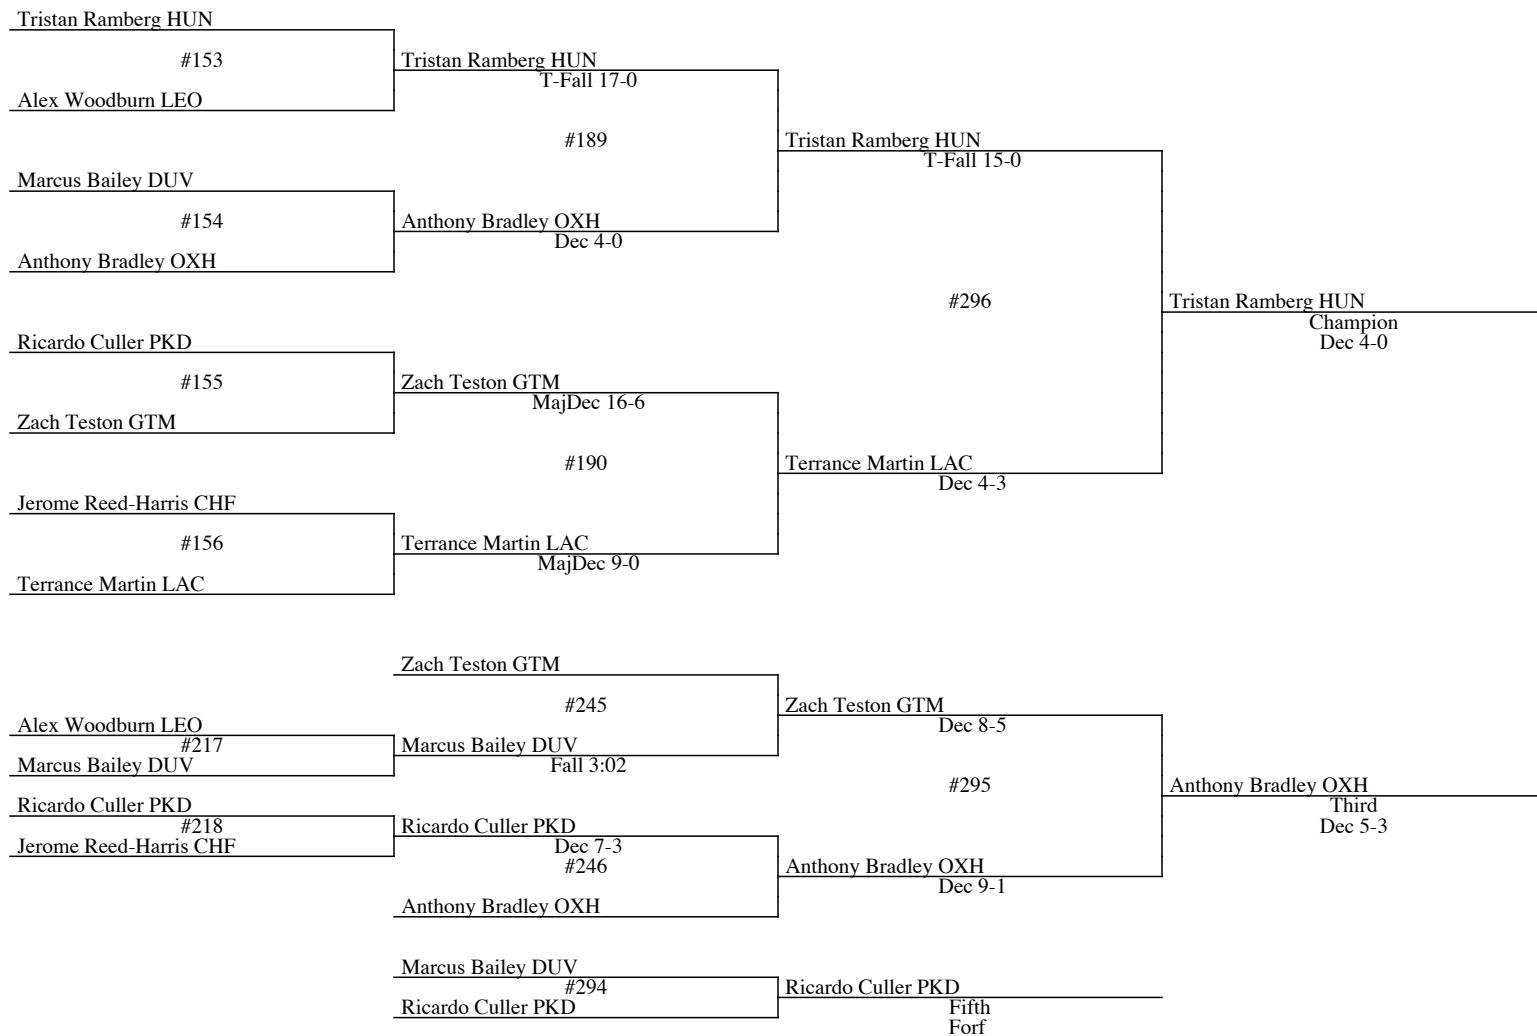 Tristan Ramberg HUN
#153
Tristan Ramberg HUN
T-Fall 17-0
Alex Woodburn LEO
#189
Tristan Ramberg HUN
T-Fall 15-0
Marcus Bailey DUV
#154
Anthony Bradley OXH
Dec 4-0
Anthony Bradley OXH
#296
Tristan Ramberg HUN
Champion
Dec 4-0
Ricardo Culler PKD
#155
Zach Teston GTM
MajDec 16-6
Zach Teston GTM
#190
Terrance Martin LAC
Dec 4-3
Jerome Reed-Harris CHF
#156
Terrance Martin LAC
MajDec 9-0
Terrance Martin LAC
Zach Teston GTM
#245
Zach Teston GTM
Dec 8-5
Alex Woodburn LEO
#217
Marcus Bailey DUV
Fall 3:02
Marcus Bailey DUV
#295
Anthony Bradley OXH
Third
Dec 5-3
Ricardo Culler PKD
#218
Ricardo Culler PKD
Dec 7-3
Jerome Reed-Harris CHF
#246
Anthony Bradley OXH
Dec 9-1
Anthony Bradley OXH
Marcus Bailey DUV
#294
Ricardo Culler PKD
Fifth
Forf
Ricardo Culler PKD